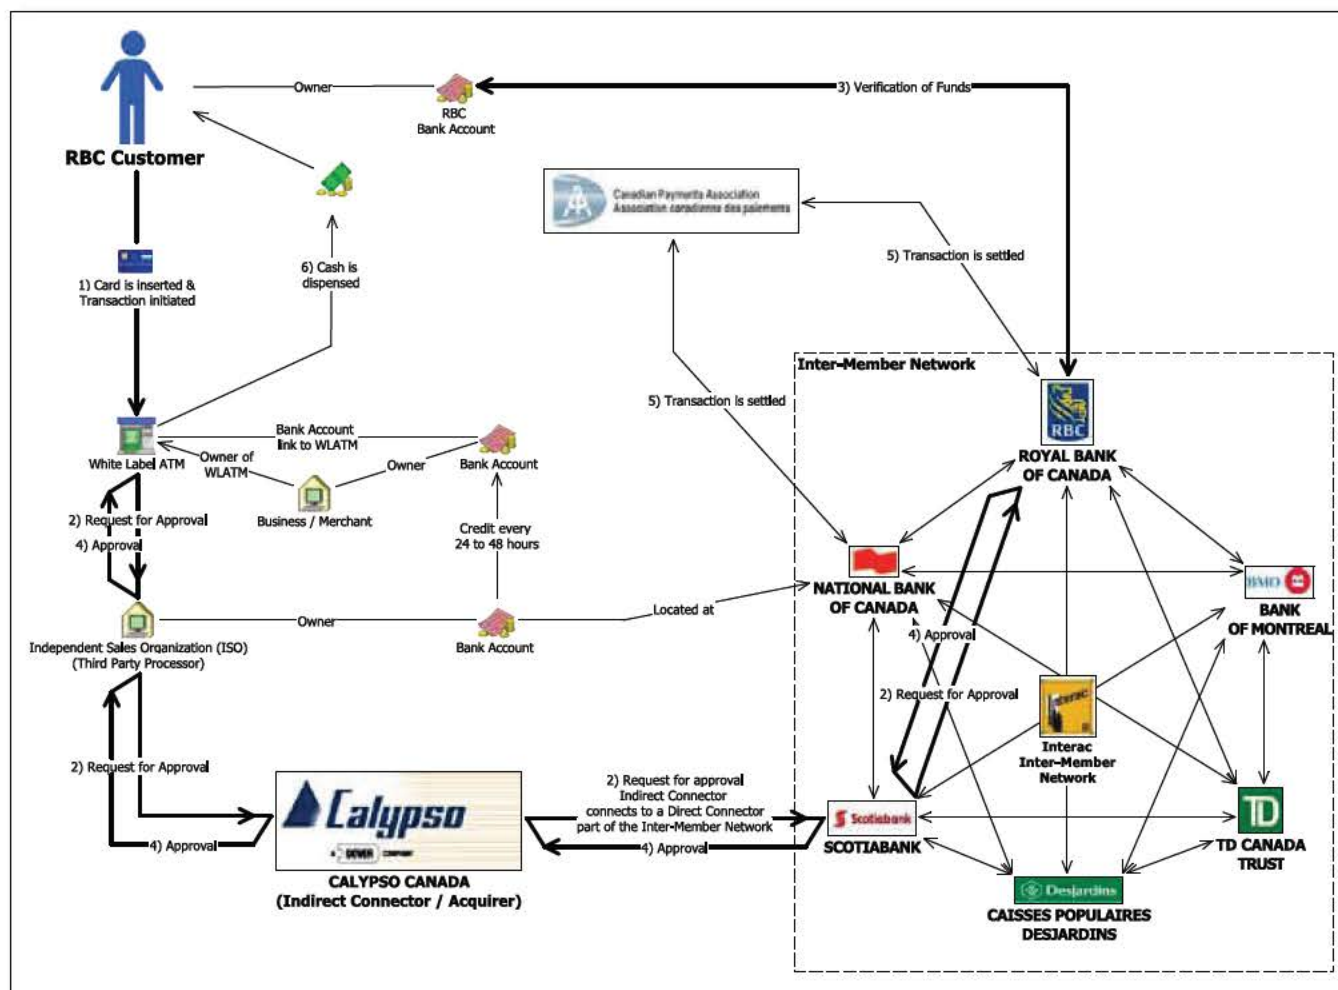 Owner
3) Verification of Funds
RBC
Bank Account
RBC Customer
Canadian Payments Association
Association canadienne des paiements
5) Transaction is settled
6) Cash is
dispensed
1) Card is inserted &
Transaction initiated
Inter-Member Network
5) Transaction is settled
RBC
ROYAL BANK
OF CANADA
Bank Account
link to WLATM
Owner of
WLATM
Owner
Bank Account
White Label ATM
Business / Merchant
2) Request for Approval
4) Approval
Credit every
24 to 48 hours
NATIONAL BANK
OF CANADA
BMO
BANK
OF MONTREAL
Located at
Owner
Bank Account
Independent Sales Organization (ISO)
(Third Party Processor)
4) Approval
2) Request for Approval
Interac
Interac
Inter-Member
Network
2) Request for Approval
4) Approval
Calypso
A DEWER COMPANY
CALYPSO CANADA
(Indirect Connector / Acquirer)
2) Request for approval
Indirect Connector
connects to a Direct Connector
part of the Inter-Member Network
4) Approval
Scotiabank
SCOTIABANK
TD
TD CANADA
TRUST
Desjardins
CAISSES POPULAIRES
DESJARDINS